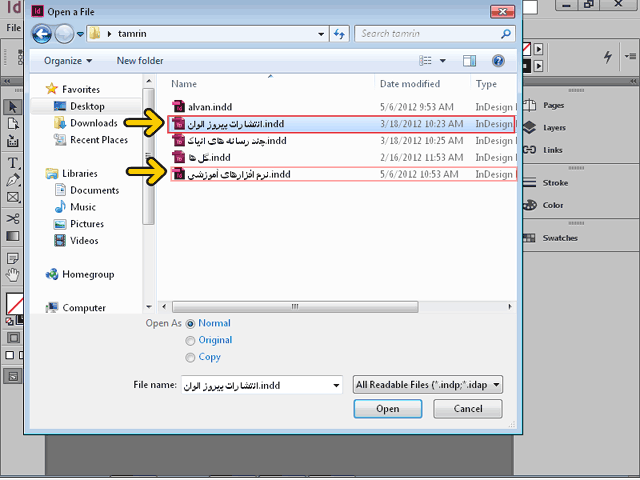 Id
File
Open a File
tamrin
Search tamrin
Organize
New folder
Name
Date modified
Type
Favorites
Desktop
Downloads
Recent Places
Libraries
Documents
Music
Pictures
Videos
Homegroup
Computer
alvan.indd
5/6/2012 9:53 AM
InDesign
انتشارات پیروز الوان.indd
3/18/2012 10:23 AM
InDesign
چند رسانه های اتیاک.indd
3/18/2012 10:25 AM
InDesign
گل ها.indd
2/16/2012 11:53 AM
InDesign
نرم افزارهای آموزشی.indd
5/6/2012 10:53 AM
InDesign
Open As
Normal
Original
Copy
File name:
انتشارات پیروز الوان.indd
All Readable Files (*.indp;*.idap
Open
Cancel
Pages
Layers
Links
Stroke
Color
Swatches